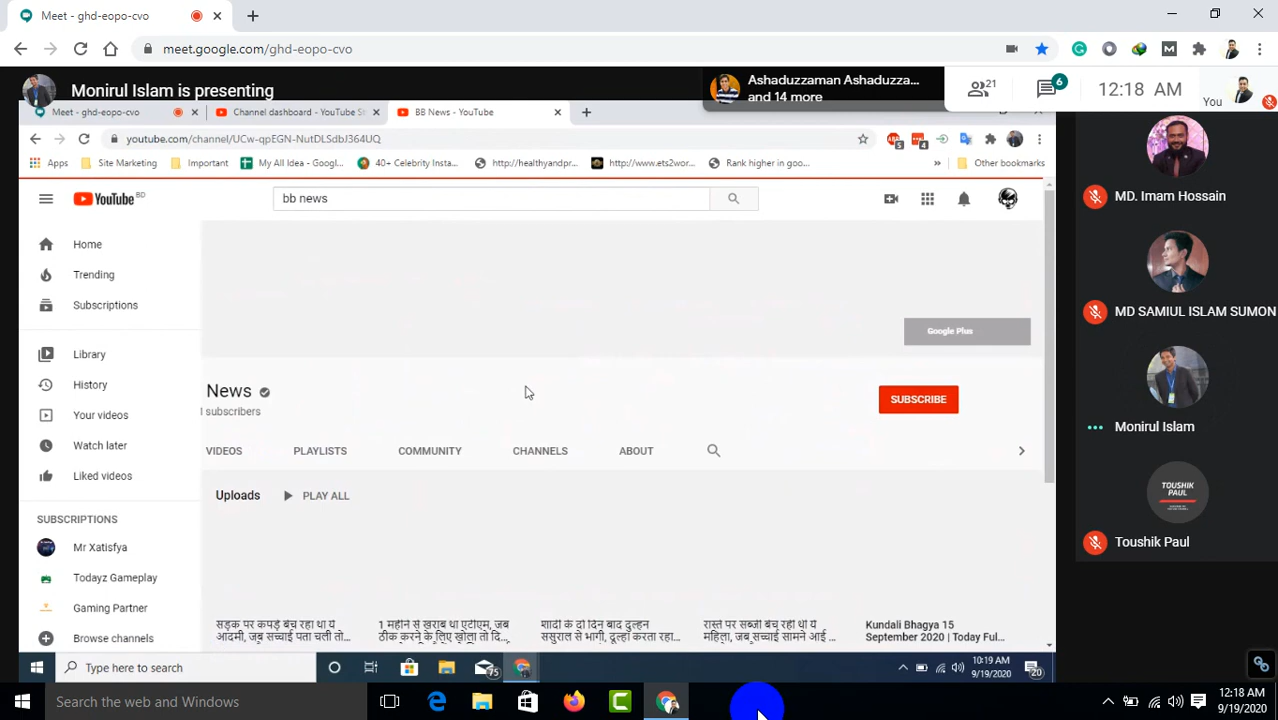 Meet - ghd-eopo-cvo
meet.google.com/ghd-eopo-cvo
Monirul Islam is presenting
Ashaduzzaman Ashaduzza...
and 14 more
21
6
12:18 AM
You
Meet - ghd-eopo-cvo
Channel dashboard - YouTube St
BB News - YouTube
youtube.com/channel/UCw-qpEGN-NutDLSdbJ364UQ
5
4
Apps
Site Marketing
Important
My All Idea - Googl...
40+ Celebrity Insta...
http://healthyandpr...
http://www.ets2wor...
Rank higher in goo...
»
Other bookmarks
YouTube BD
bb news
Home
Trending
Subscriptions
Library
History
Your videos
Watch later
Liked videos
SUBSCRIPTIONS
Mr Xatisfya
Todayz Gameplay
Gaming Partner
Browse channels
Google Plus
News
subscribers
SUBSCRIBE
VIDEOS
PLAYLISTS
COMMUNITY
CHANNELS
ABOUT
Uploads
PLAY ALL
सड़क पर कपड़े बेच रहा था ये
आदमी, जब सच्चाई पता चली तो...
1 महीने से खराब था एटीएम, जब
ठीक करने के लिए खोला तो दि...
शादी के दो दिन बाद दुल्हन
ससुराल से भागी, दूल्हा करता रहा...
रास्ते पर सब्जी बेच रही थी ये
महिला, जब सच्चाई सामने आई ...
Kundali Bhagya 15
September 2020 | Today Ful...
Type here to search
75
10:19 AM
9/19/2020
20
MD. Imam Hossain
MD SAMIUL ISLAM SUMON
Monirul Islam
TOUSHIK
PAUL
Toushik Paul
Search the web and Windows
12:18 AM
9/19/2020